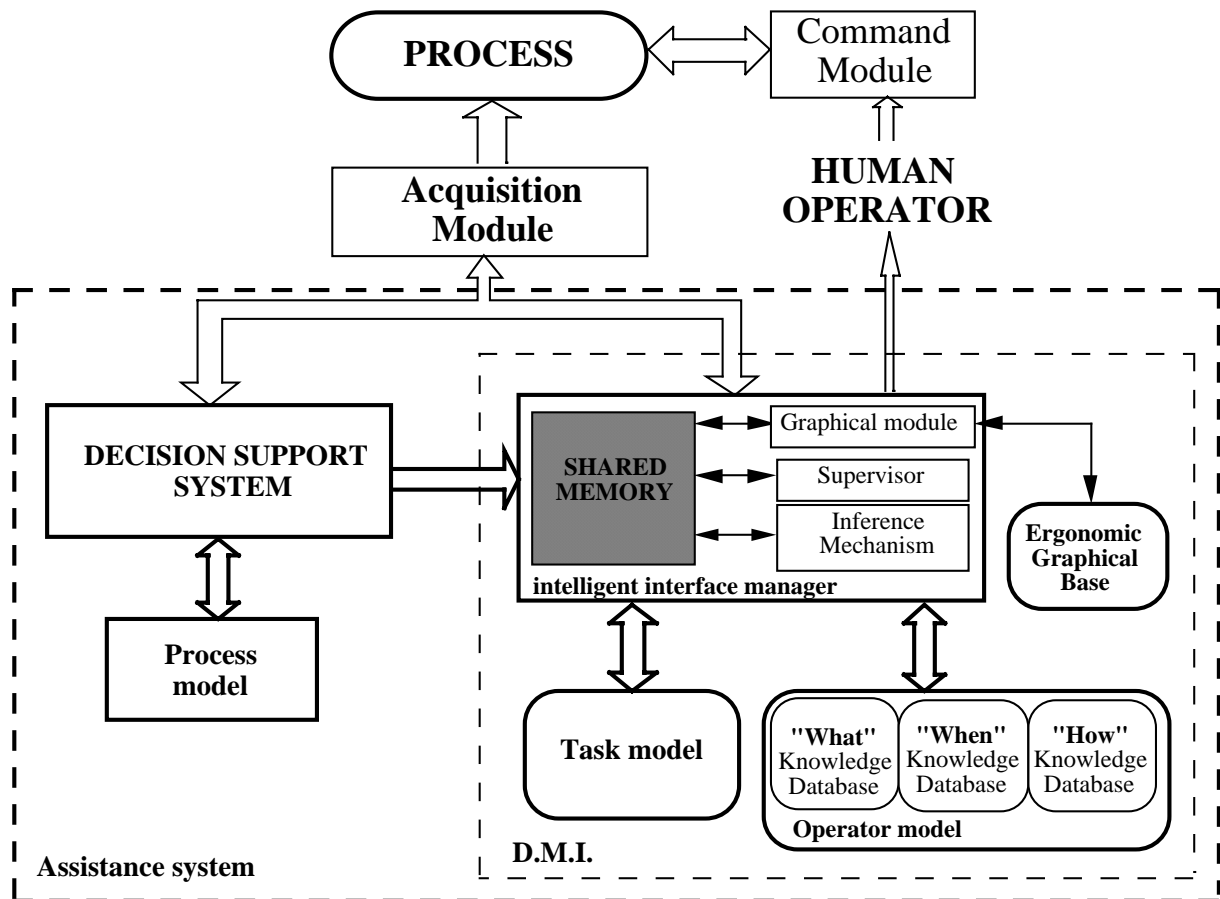 PROCESS
Command
Module
Acquisition
Module
HUMAN
OPERATOR
DECISION SUPPORT
SYSTEM
SHARED
MEMORY
Graphical module
Supervisor
Inference
Mechanism
intelligent interface manager
Ergonomic
Graphical
Base
Process
model
Task model
"What"
Knowledge
Database
"When"
Knowledge
Database
"How"
Knowledge
Database
Operator model
D.M.I.
Assistance system